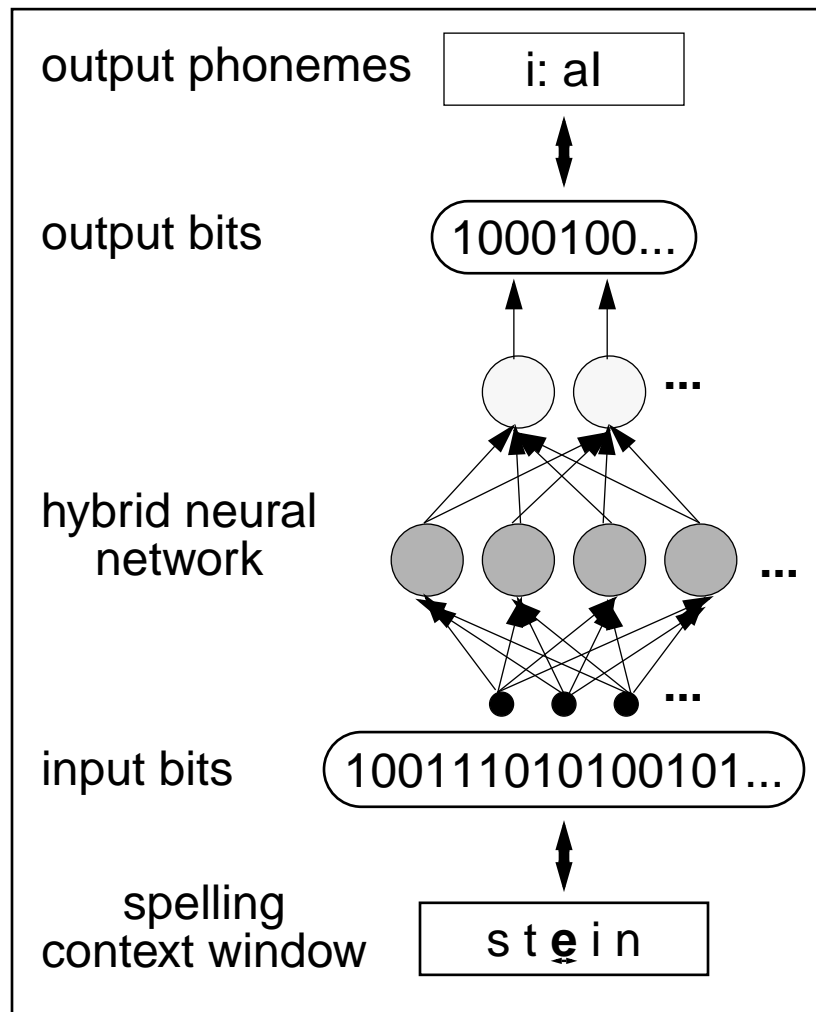 output phonemes
i: aI
output bits
1000100...
...
hybrid neural
network
...
...
input bits
100111010100101...
spelling
context window
s t e i n